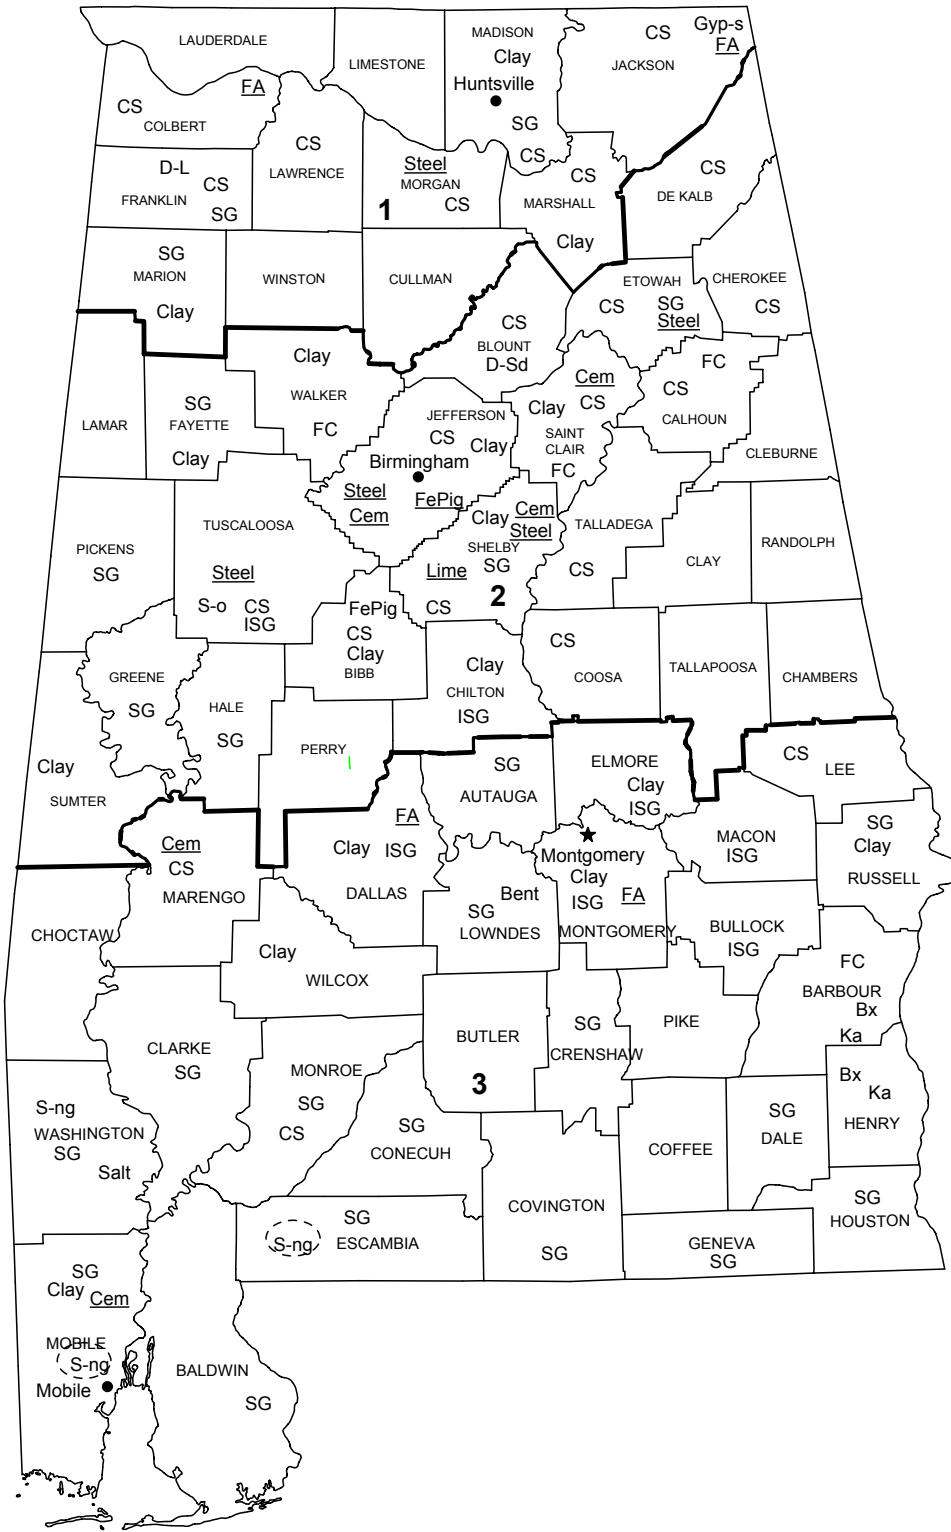 LAUDERDALE
LIMESTONE
MADISON
Clay
Huntsville
SG
CS
CS
JACKSON
Gyp-s
FA
FA
CS
COLBERT
CS
LAWRENCE
D-L
FRANKLIN
CS
SG
Steel
MORGAN
CS
1
CS
MARSHALL
Clay
CS
DE KALB
SG
MARION
Clay
WINSTON
CULLMAN
ETOWAH
CS
SG
Steel
CHEROKEE
CS
CS
BLOUNT
D-Sd
Clay
WALKER
FC
LAMAR
SG
FAYETTE
Clay
JEFFERSON
CS
Clay
Birmingham
Steel
FePig
Cem
Cem
Clay
CS
SAINT
CLAIR
FC
FC
CS
CALHOUN
CLEBURNE
PICKENS
SG
TUSCALOOSA
Steel
S-o
CS
ISG
Clay
Cem
Steel
SHELBY
SG
Lime
CS
2
TALLADEGA
CS
CLAY
RANDOLPH
FePig
CS
Clay
BIBB
GREENE
SG
HALE
SG
Clay
CHILTON
ISG
CS
COOSA
TALLAPOOSA
CHAMBERS
PERRY
Clay
SUMTER
SG
AUTAUGA
ELMORE
Clay
ISG
CS
LEE
Cem
CS
MARENGO
FA
Clay
ISG
DALLAS
Montgomery
Clay
ISG
FA
MONTGOMERY
MACON
ISG
SG
Clay
RUSSELL
CHOCTAW
Clay
WILCOX
Bent
SG
LOWNDES
BULLOCK
ISG
FC
BARBOUR
Bx
Ka
CLARKE
SG
MONROE
SG
CS
BUTLER
3
SG
CRENSHAW
PIKE
Bx
Ka
HENRY
S-ng
WASHINGTON
SG
Salt
SG
CONECUH
COVINGTON
SG
COFFEE
SG
DALE
SG
HOUSTON
SG
S-ng
ESCAMBIA
GENEVA
SG
SG
Clay
Cem
MOBILE
S-ng
Mobile
BALDWIN
SG